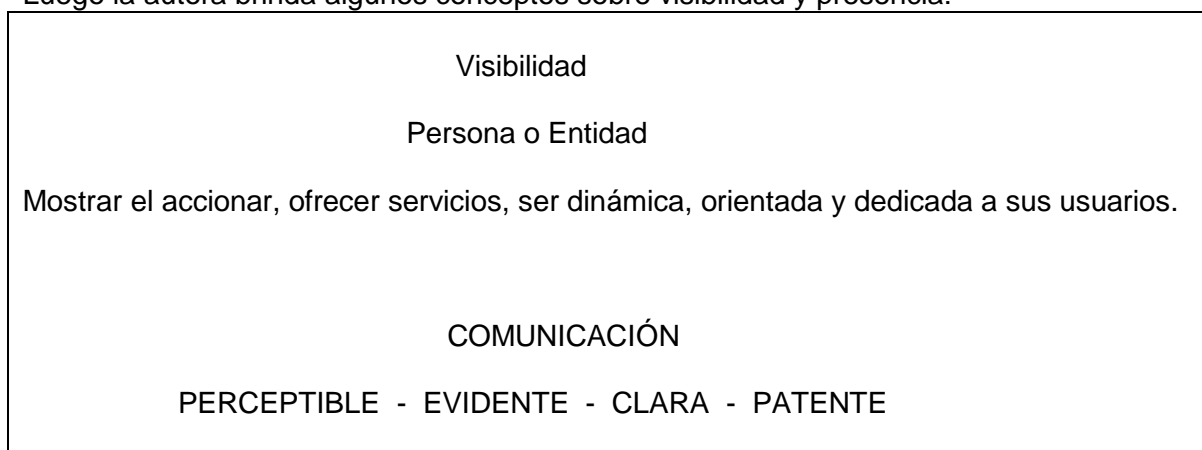 Luego la autora brinda algunos conceptos sobre visibilidad y presencia.
Visibilidad
Persona o Entidad
Mostrar el accionar, ofrecer servicios, ser dinámica, orientada y dedicada a sus usuarios.
COMUNICACIÓN
PERCEPTIBLE - EVIDENTE - CLARA - PATENTE